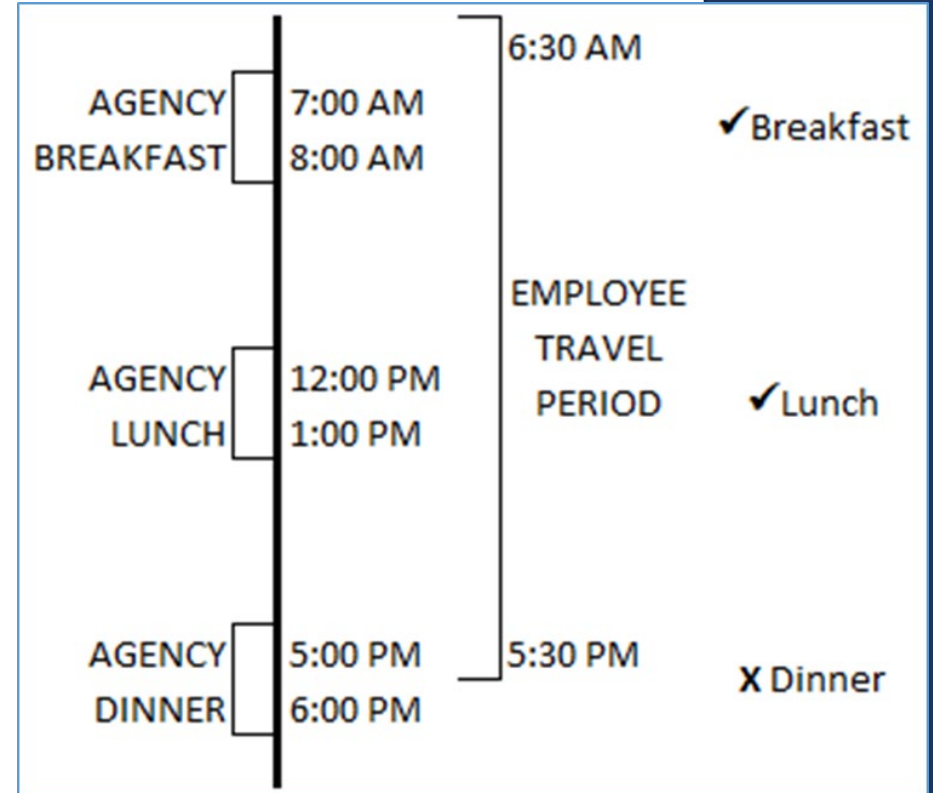 6:30 AM
AGENCY 7:00 AM
✔Breakfast
BREAKFAST 8:00 AM
EMPLOYEE
TRAVEL
AGENCY 12:00 PM
PERIOD ✔Lunch
LUNCH 1:00 PM
AGENCY 5:00 PM 5:30 PM
X Dinner
DINNER 6:00 PM